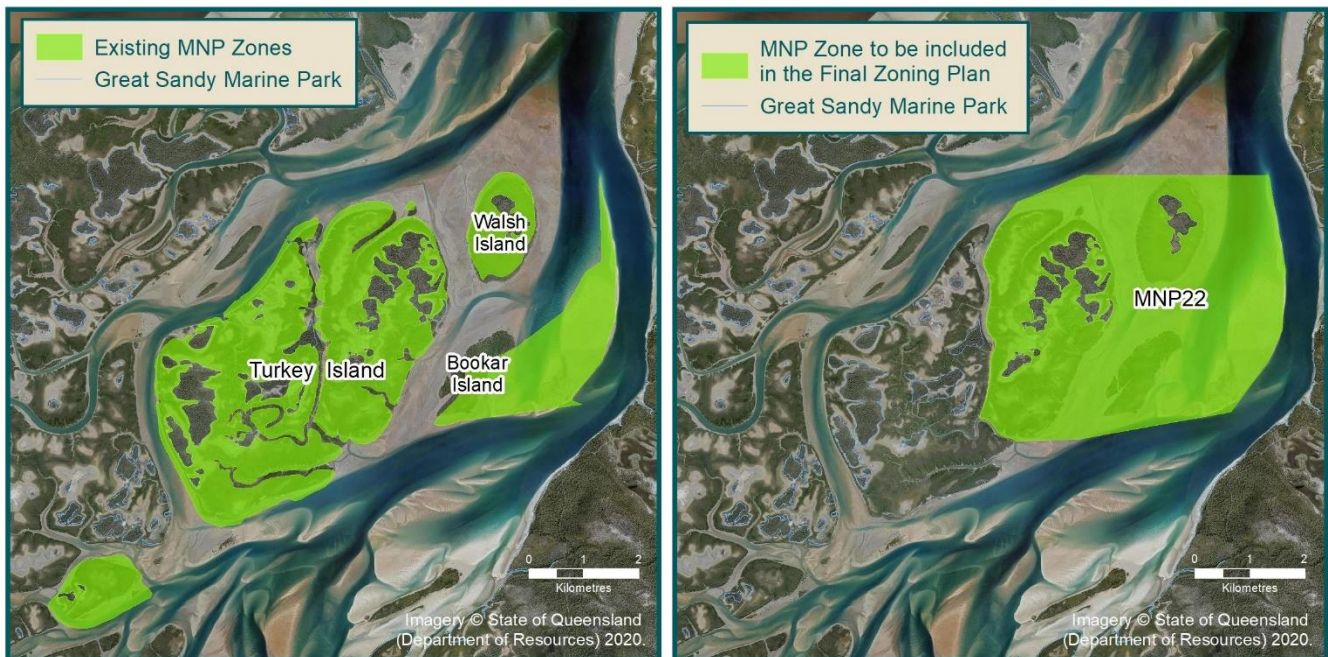 Existing MNP Zones
Great Sandy Marine Park
Walsh
Island
Turkey Island
Bookar
Island
0 1 2
Kilometres
Imagery © State of Queensland
(Department of Resources) 2020.
MNP Zone to be included
in the Final Zoning Plan
Great Sandy Marine Park
MNP22
0 1 2
Kilometres
Imagery © State of Queensland
(Department of Resources) 2020.